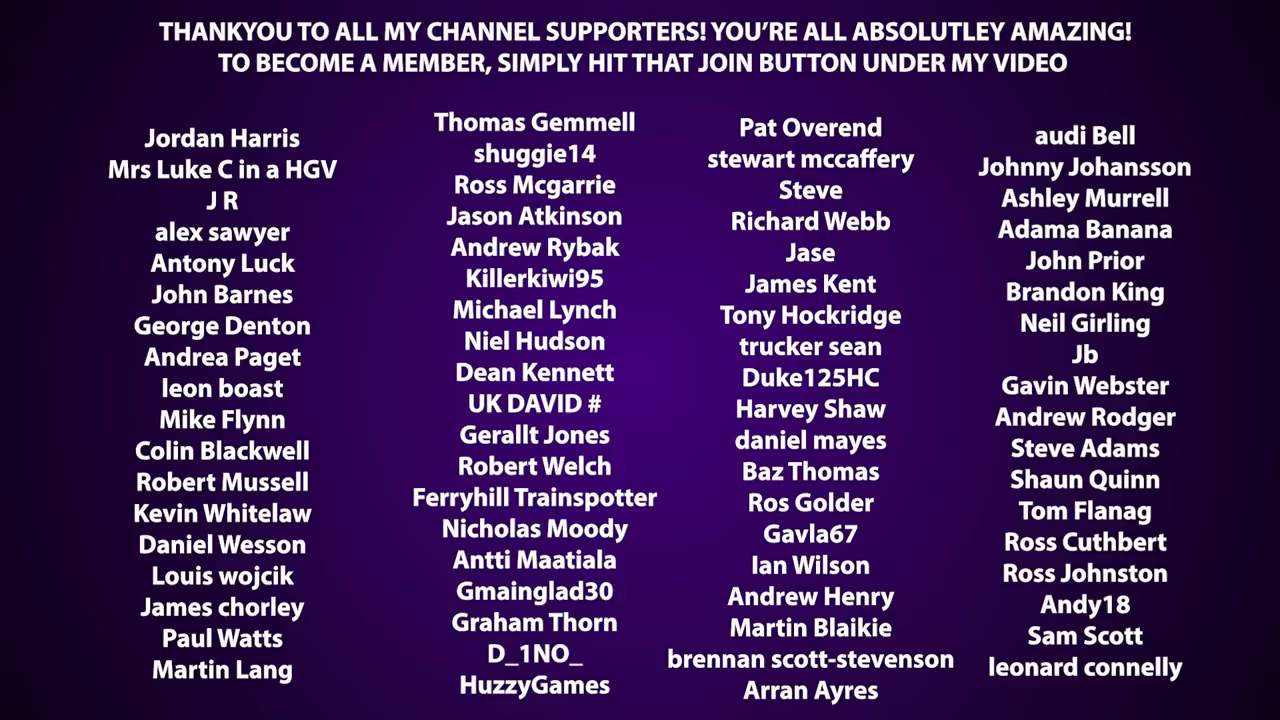 THANKYOU TO ALL MY CHANNEL SUPPORTERS! YOU'RE ALL ABSOLUTLEY AMAZING!
TO BECOME A MEMBER, SIMPLY HIT THAT JOIN BUTTON UNDER MY VIDEO
Jordan Harris
Mrs Luke C in a HGV
J R
alex sawyer
Antony Luck
John Barnes
George Denton
Andrea Paget
leon boast
Mike Flynn
Colin Blackwell
Robert Mussell
Kevin Whitelaw
Daniel Wesson
Louis wojcik
James chorley
Paul Watts
Martin Lang
Thomas Gemmell
shuggie14
Ross Mcgarrie
Jason Atkinson
Andrew Rybak
Killerkiwi95
Michael Lynch
Niel Hudson
Dean Kennett
UK DAVID #
Gerallt Jones
Robert Welch
Ferryhill Trainspotter
Nicholas Moody
Antti Maatiala
Gmainglad30
Graham Thorn
D_1NO_
HuzzyGames
Pat Overend
stewart mccaffery
Steve
Richard Webb
Jase
James Kent
Tony Hockridge
trucker sean
Duke125HC
Harvey Shaw
daniel mayes
Baz Thomas
Ros Golder
Gavla67
Ian Wilson
Andrew Henry
Martin Blaikie
brennan scott-stevenson
Arran Ayres
audi Bell
Johnny Johansson
Ashley Murrell
Adama Banana
John Prior
Brandon King
Neil Girling
Jb
Gavin Webster
Andrew Rodger
Steve Adams
Shaun Quinn
Tom Flanag
Ross Cuthbert
Ross Johnston
Andy18
Sam Scott
leonard connelly